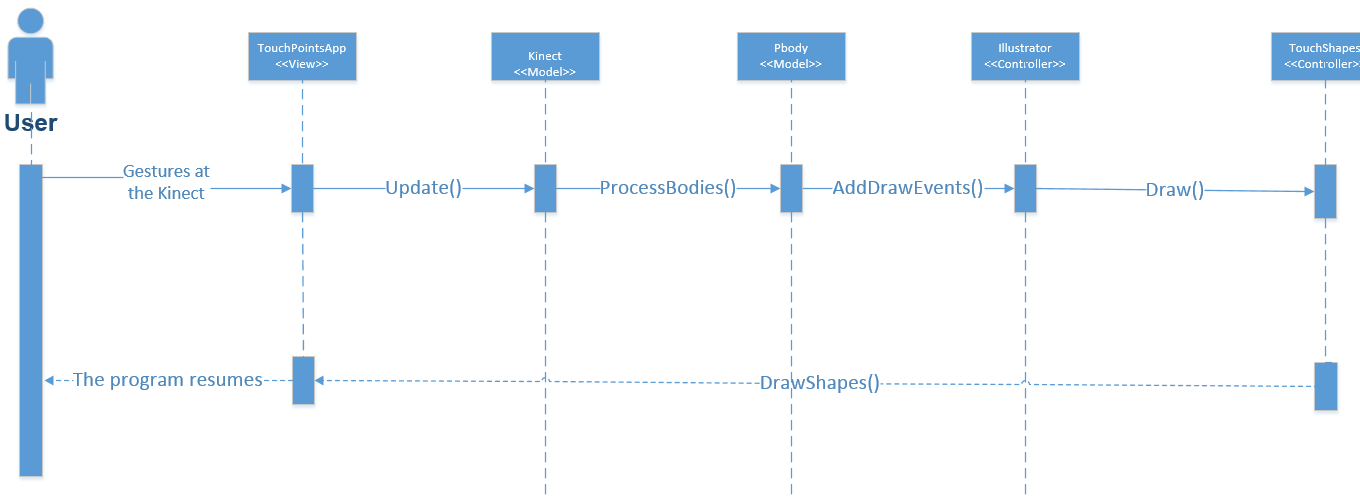 User
TouchPointsApp
<<View>>
Kinect
<<Model>>
Pbody
<<Model>>
Illustrator
<<Controller>>
TouchShapes
<<Controller>
Gestures at
the Kinect
Update()
ProcessBodies()
AddDrawEvents()
Draw()
The program resumes
DrawShapes()